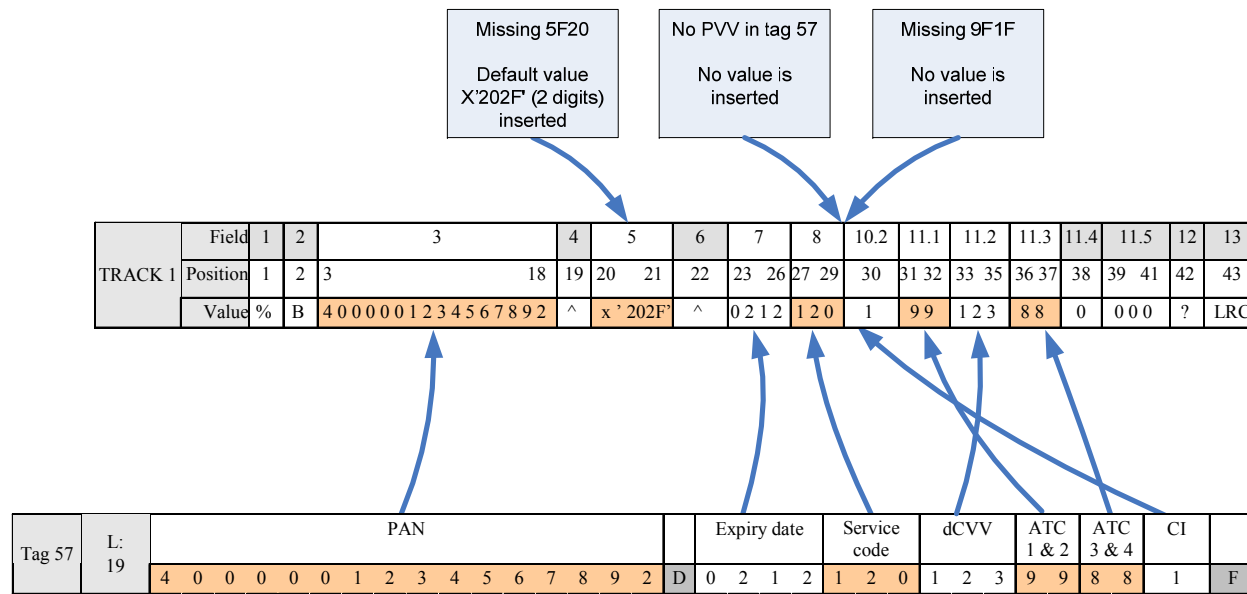 Missing 5F20
Default value
X'202F' (2 digits)
inserted
No PVV in tag 57
No value is
inserted
Missing 9F1F
No value is
inserted
TRACK 1
Field 1 2 3 4 5 6 7 8 10.2 11.1 11.2 11.3 11.4 11.5 12 13
Position 1 2 3 18 19 20 21 22 23 26 27 29 30 31 32 33 35 36 37 38 39 41 42 43
Value % B 4 0 0 0 0 0 1 2 3 4 5 6 7 8 9 2 ^ x ' 202F' ^ 0 2 1 2 1 2 0 1 9 9 1 2 3 8 8 0 0 0 0 ? LRC
Tag 57
L:
19
PAN Expiry date Service code dCVV ATC 1 & 2 ATC 3 & 4 CI
4 0 0 0 0 0 1 2 3 4 5 6 7 8 9 2 D 0 2 1 2 1 2 0 1 2 3 9 9 8 8 1 F